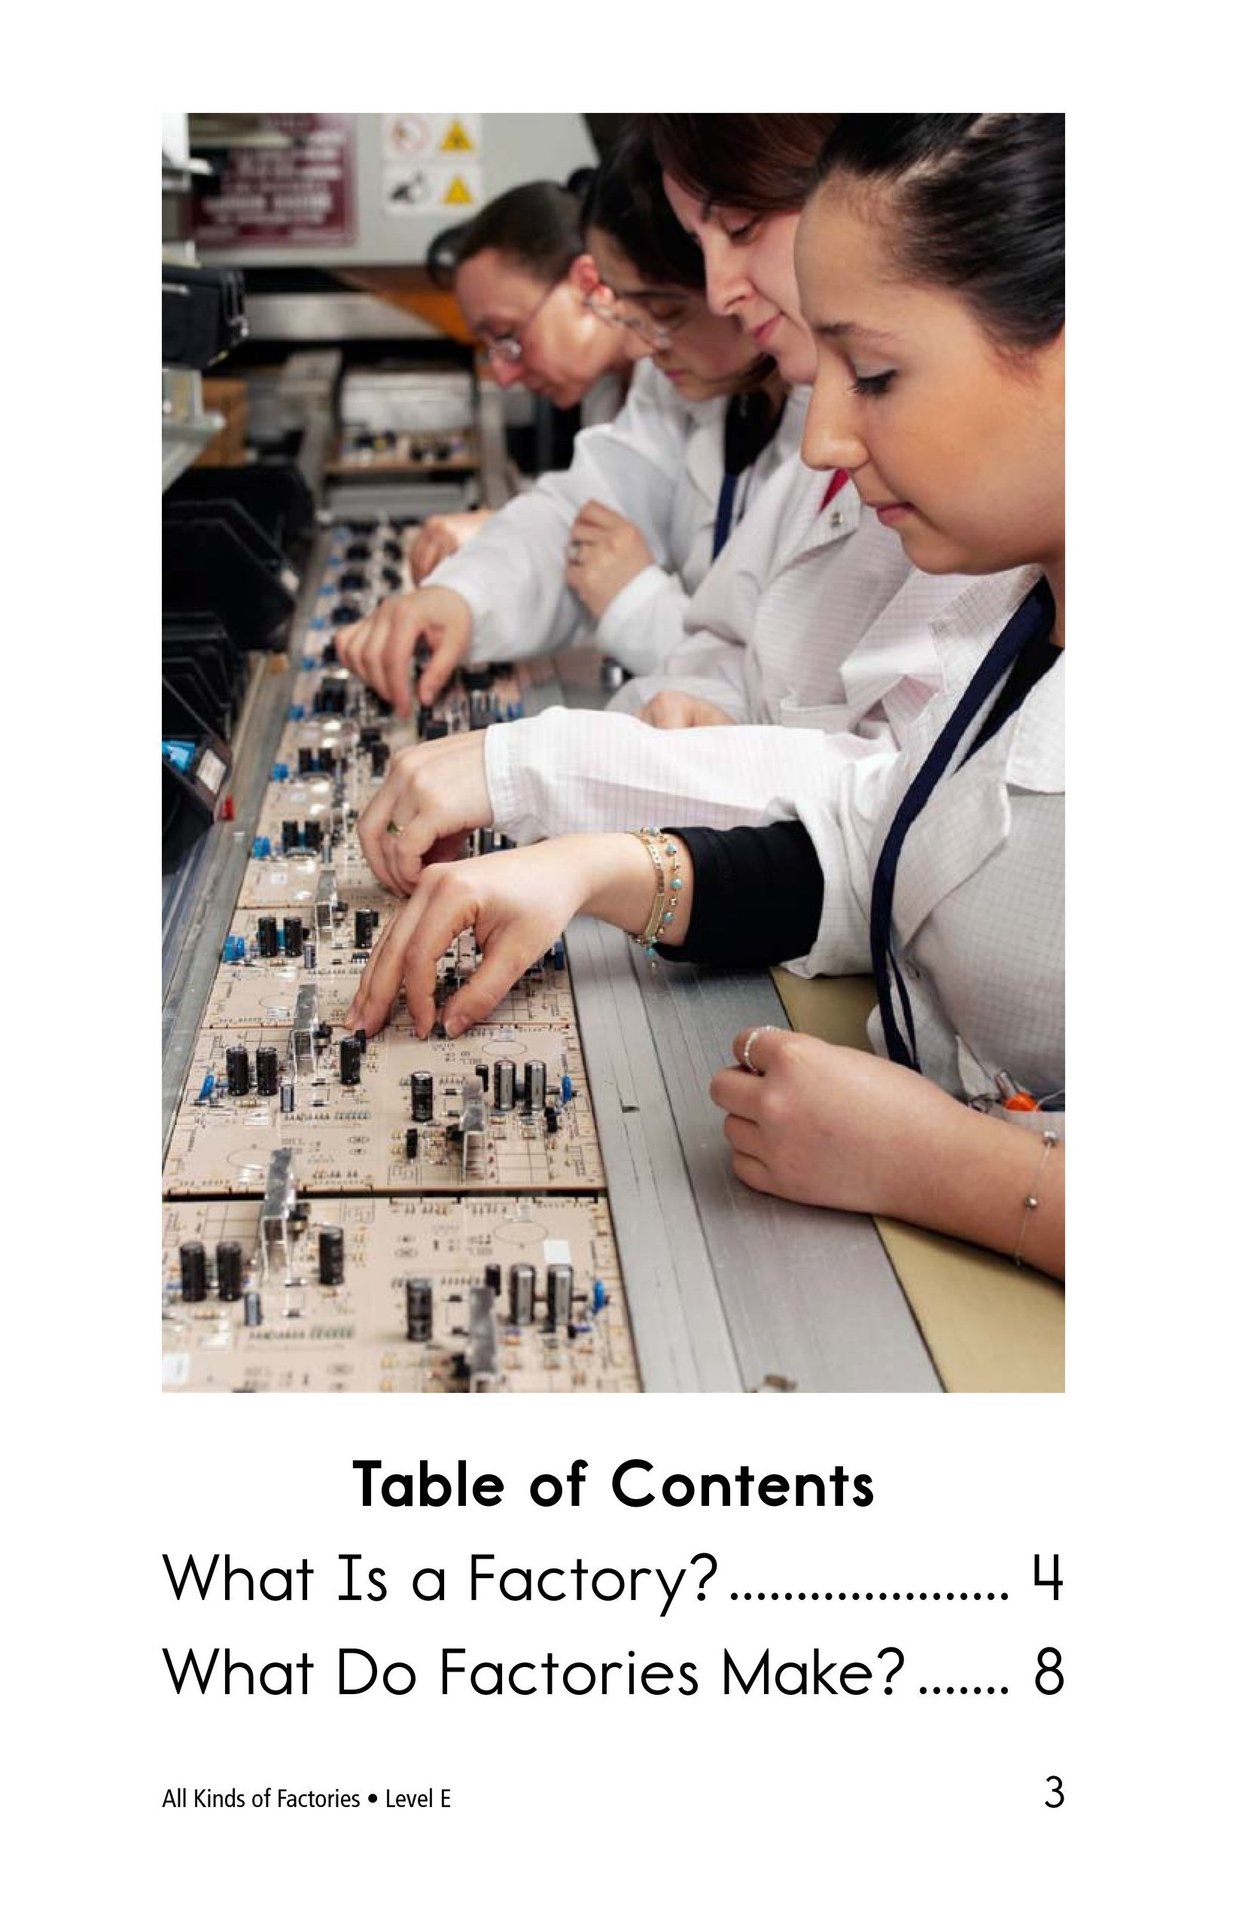 Table of Contents
What Is a Factory?..................... 4
What Do Factories Make?....... 8
All Kinds of Factories • Level E
3